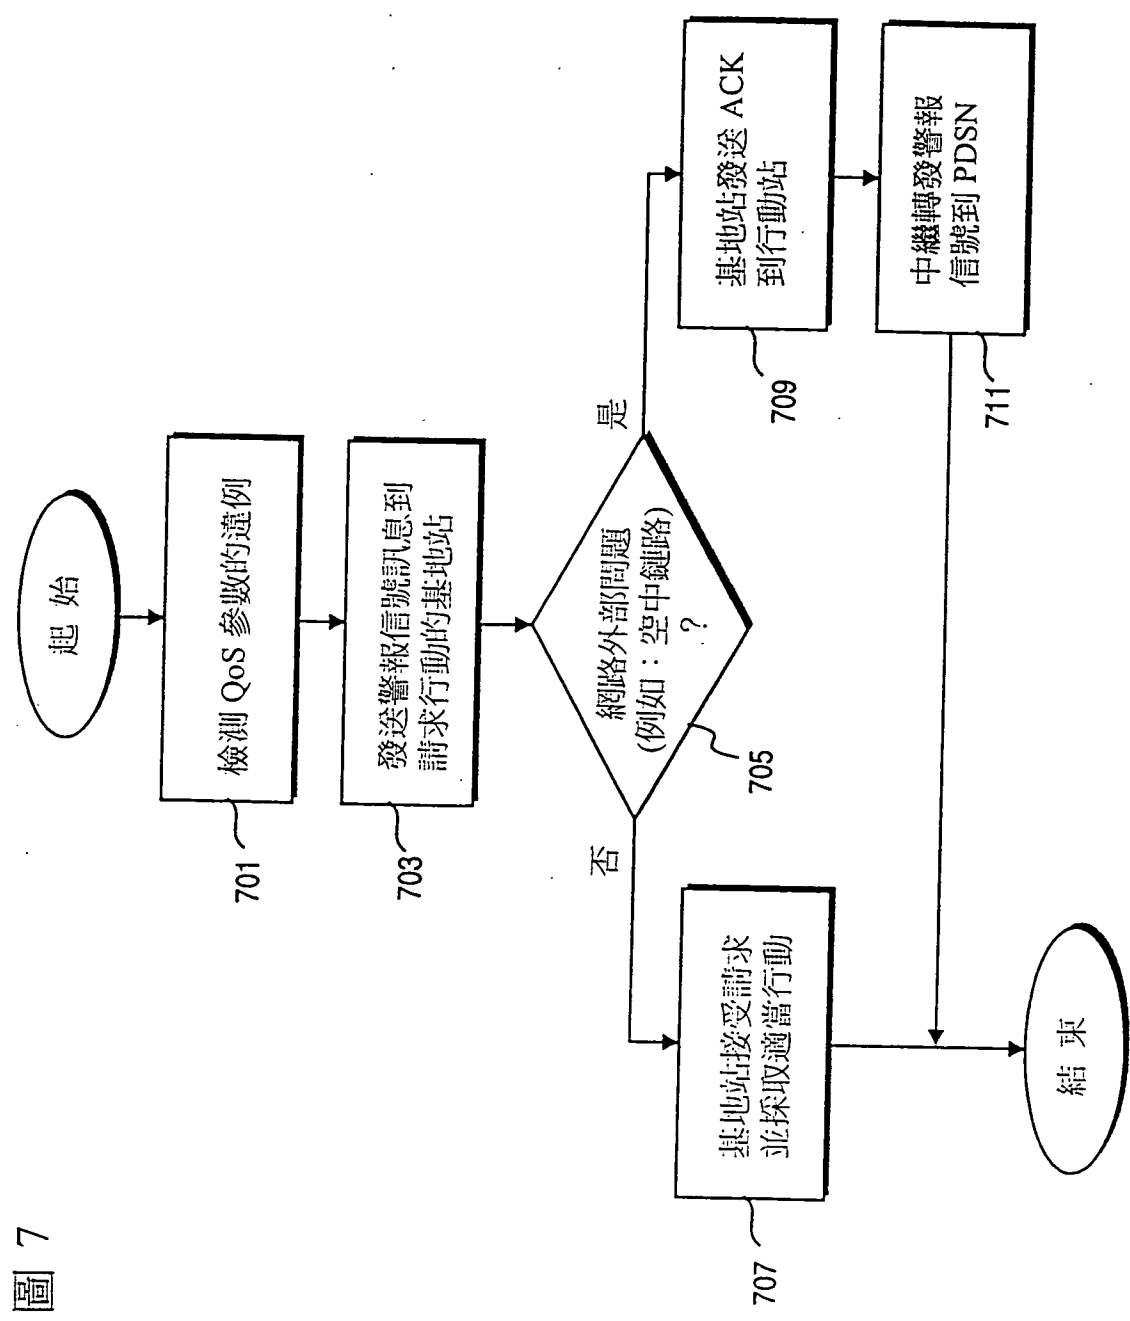 圖 7
起 始
檢測 QoS 參數的違例
701
發送警報信號訊息到
請求行動的基地站
703
網路外部問題
(例如：空中鏈路)
?
705
否
是
基地站接受請求
並採取適當行動
707
基地站發送 ACK
到行動站
709
中繼轉發警報
信號到 PDSN
711
結 束